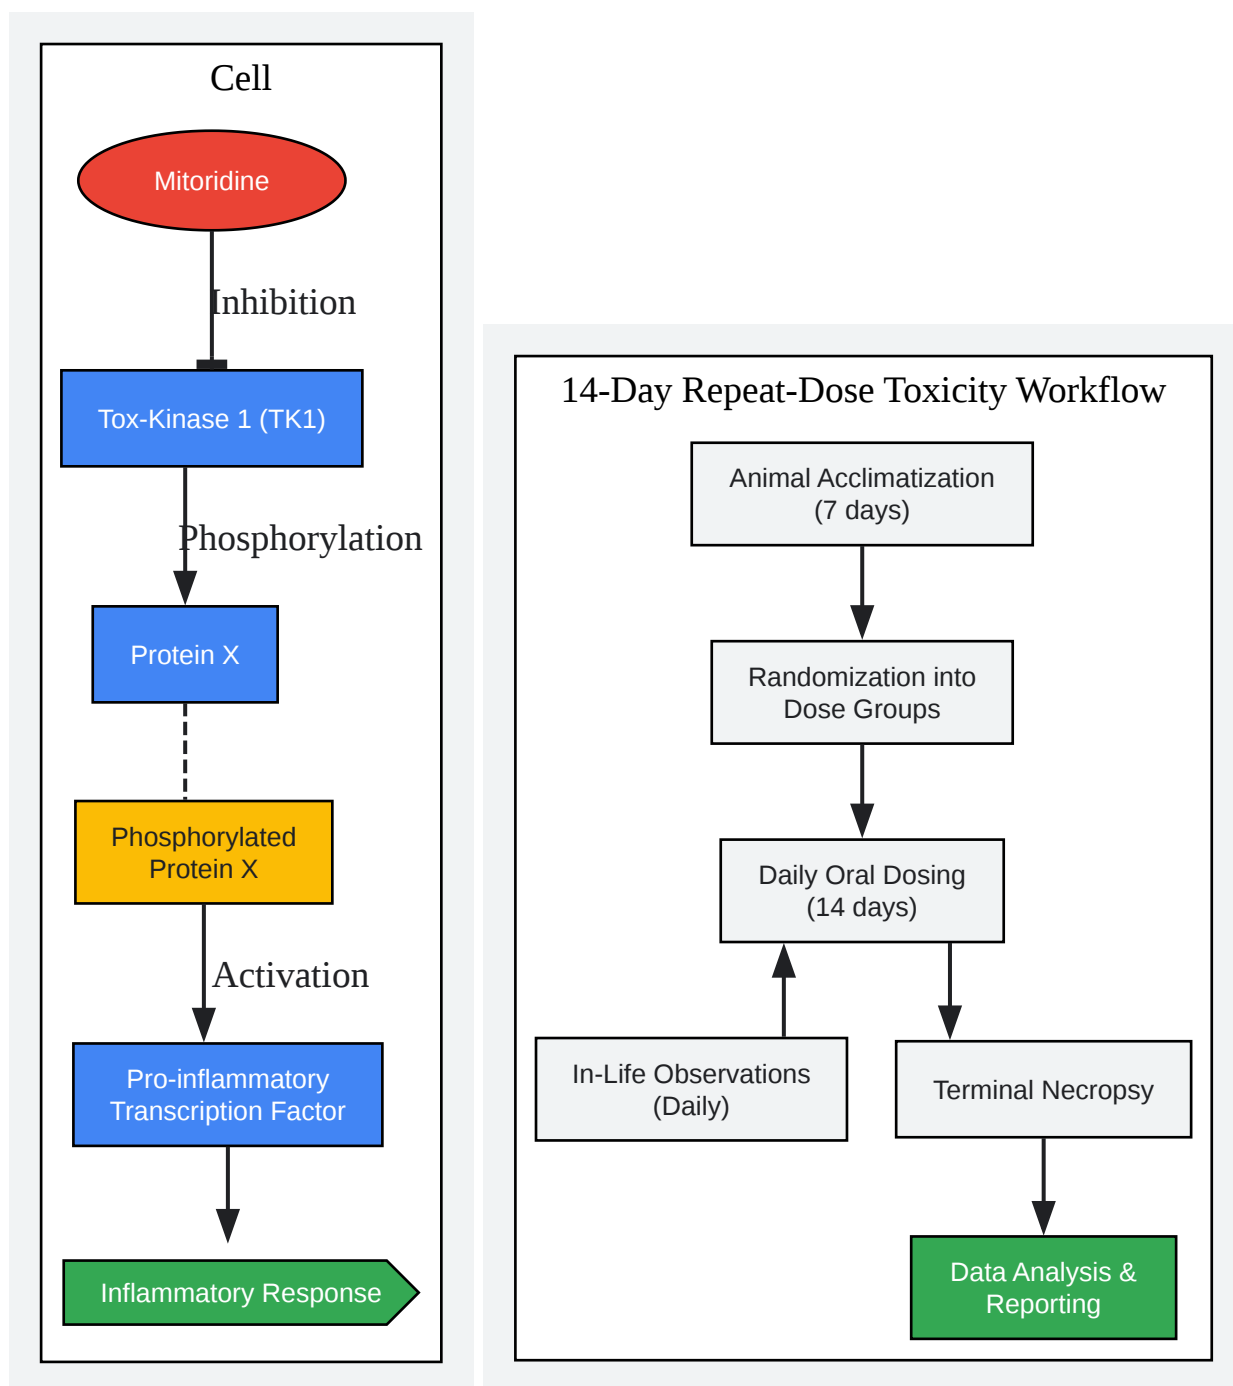 Cell
Mitoridine
Inhibition
Tox-Kinase 1 (TK1)
Phosphorylation
Protein X
Phosphorylated
Protein X
Activation
Pro-inflammatory
Transcription Factor
Inflammatory Response
14-Day Repeat-Dose Toxicity Workflow
Animal Acclimatization
(7 days)
Randomization into
Dose Groups
Daily Oral Dosing
(14 days)
In-Life Observations
(Daily)
Terminal Necropsy
Data Analysis &
Reporting